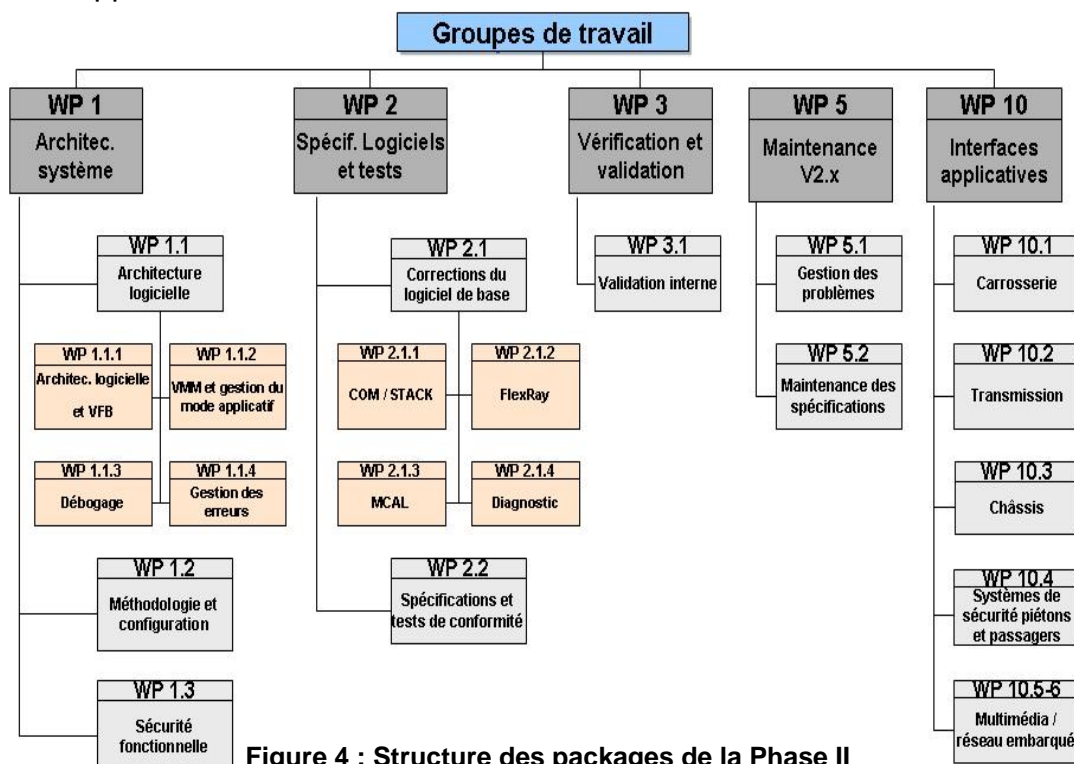 Groupes de travail
WP 1
Architec.
système
WP 2
Spécif. Logiciels
et tests
WP 3
Vérification et
validation
WP 5
Maintenance
V2.x
WP 10
Interfaces
applicatives
WP 1.1
Architecture
logicielle
WP 1.1.1
Architec. logicielle
et VFB
WP 1.1.2
VMM et gestion du
mode applicatif
WP 1.1.3
Débogage
WP 1.1.4
Gestion des
erreurs
WP 1.2
Méthodologie et
configuration
WP 1.3
Sécurité
fonctionnelle
WP 2.1
Corrections du
logiciel de base
WP 2.1.1
COM / STACK
WP 2.1.2
FlexRay
WP 2.1.3
MCAL
WP 2.1.4
Diagnostic
WP 2.2
Spécifications et
tests de conformité
WP 3.1
Validation interne
WP 5.1
Gestion des
problèmes
WP 5.2
Maintenance des
spécifications
WP 10.1
Carrosserie
WP 10.2
Transmission
WP 10.3
Châssis
WP 10.4
Systèmes de
sécurité piétons
et passagers
WP 10.5-6
Multimédia /
réseau embarqué
Figure 4 : Structure des packages de la Phase II